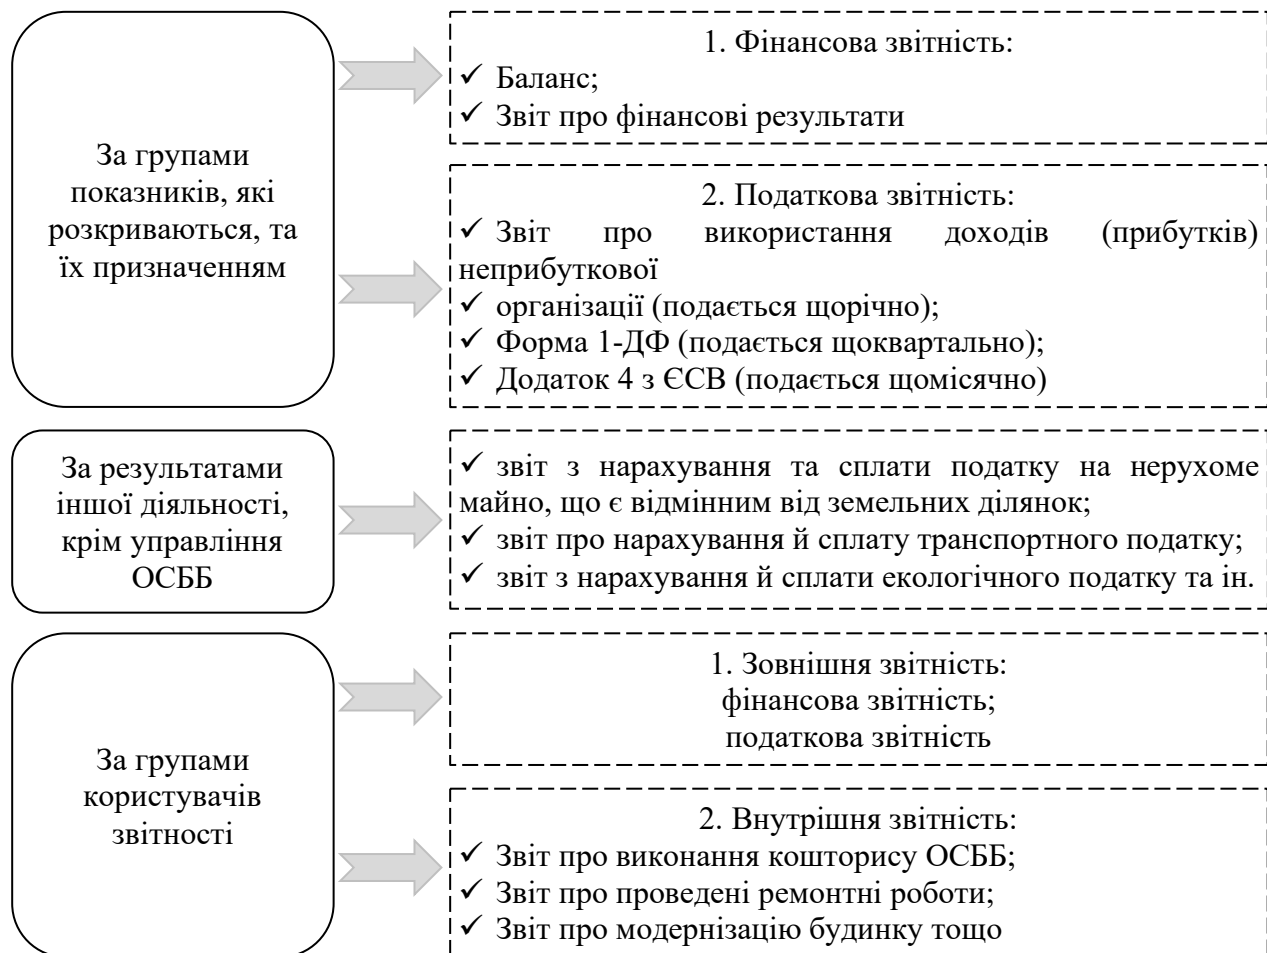 За групами
показників, які
розкриваються, та
їх призначенням
1. Фінансова звітність:
✓ Баланс;
✓ Звіт про фінансові результати
2. Податкова звітність:
✓ Звіт про використання доходів (прибутків)
неприбуткової
✓ організації (подається щорічно);
✓ Форма 1-ДФ (подається щоквартально);
✓ Додаток 4 з ЄСВ (подається щомісячно)
За результатами
іншої діяльності,
крім управління
ОСББ
✓ звіт з нарахування та сплати податку на нерухоме
майно, що є відмінним від земельних ділянок;
✓ звіт про нарахування й сплату транспортного податку;
✓ звіт з нарахування й сплати екологічного податку та ін.
За групами
користувачів
звітності
1. Зовнішня звітність:
фінансова звітність;
податкова звітність
2. Внутрішня звітність:
✓ Звіт про виконання кошторису ОСББ;
✓ Звіт про проведені ремонтні роботи;
✓ Звіт про модернізацію будинку тощо